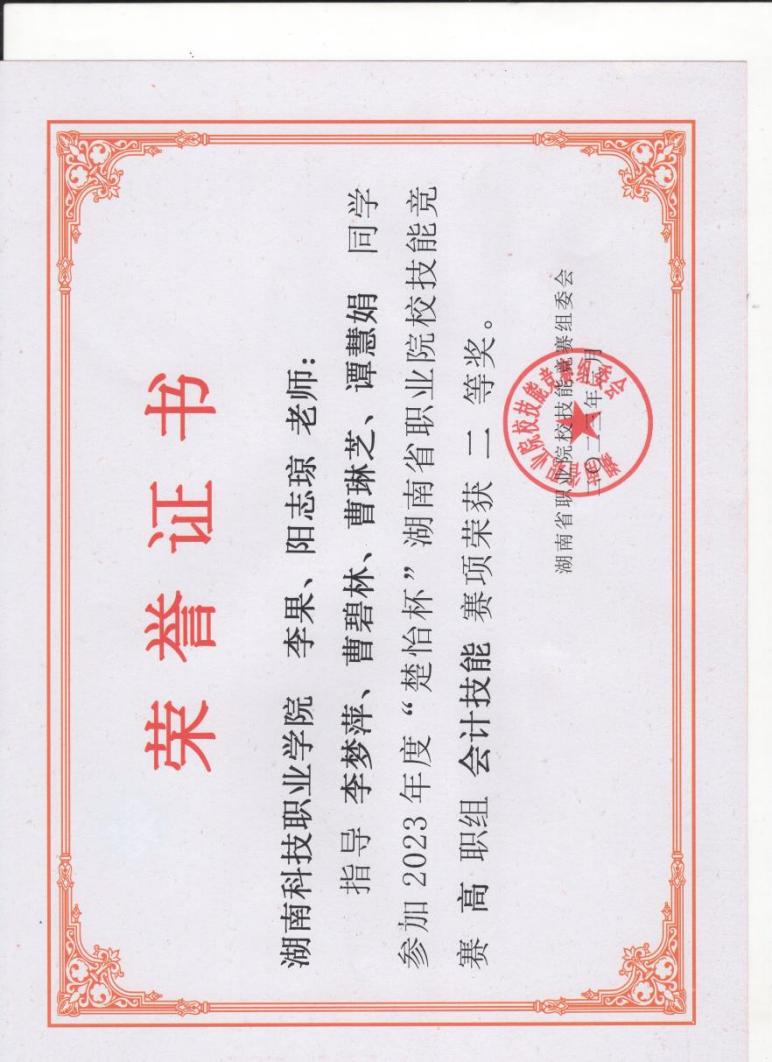 荣誉证书
湖南科技职业学院 李果、阳志琼 老师：
指导 李梦萍、曹碧林、曹琳芝、谭慧娟 同学
参加 2023 年度“楚怡杯”湖南省职业院校技能竞
赛 高 职组 会计技能 赛项荣获 二 等奖。
湖南省职业院校技能竞赛组委会